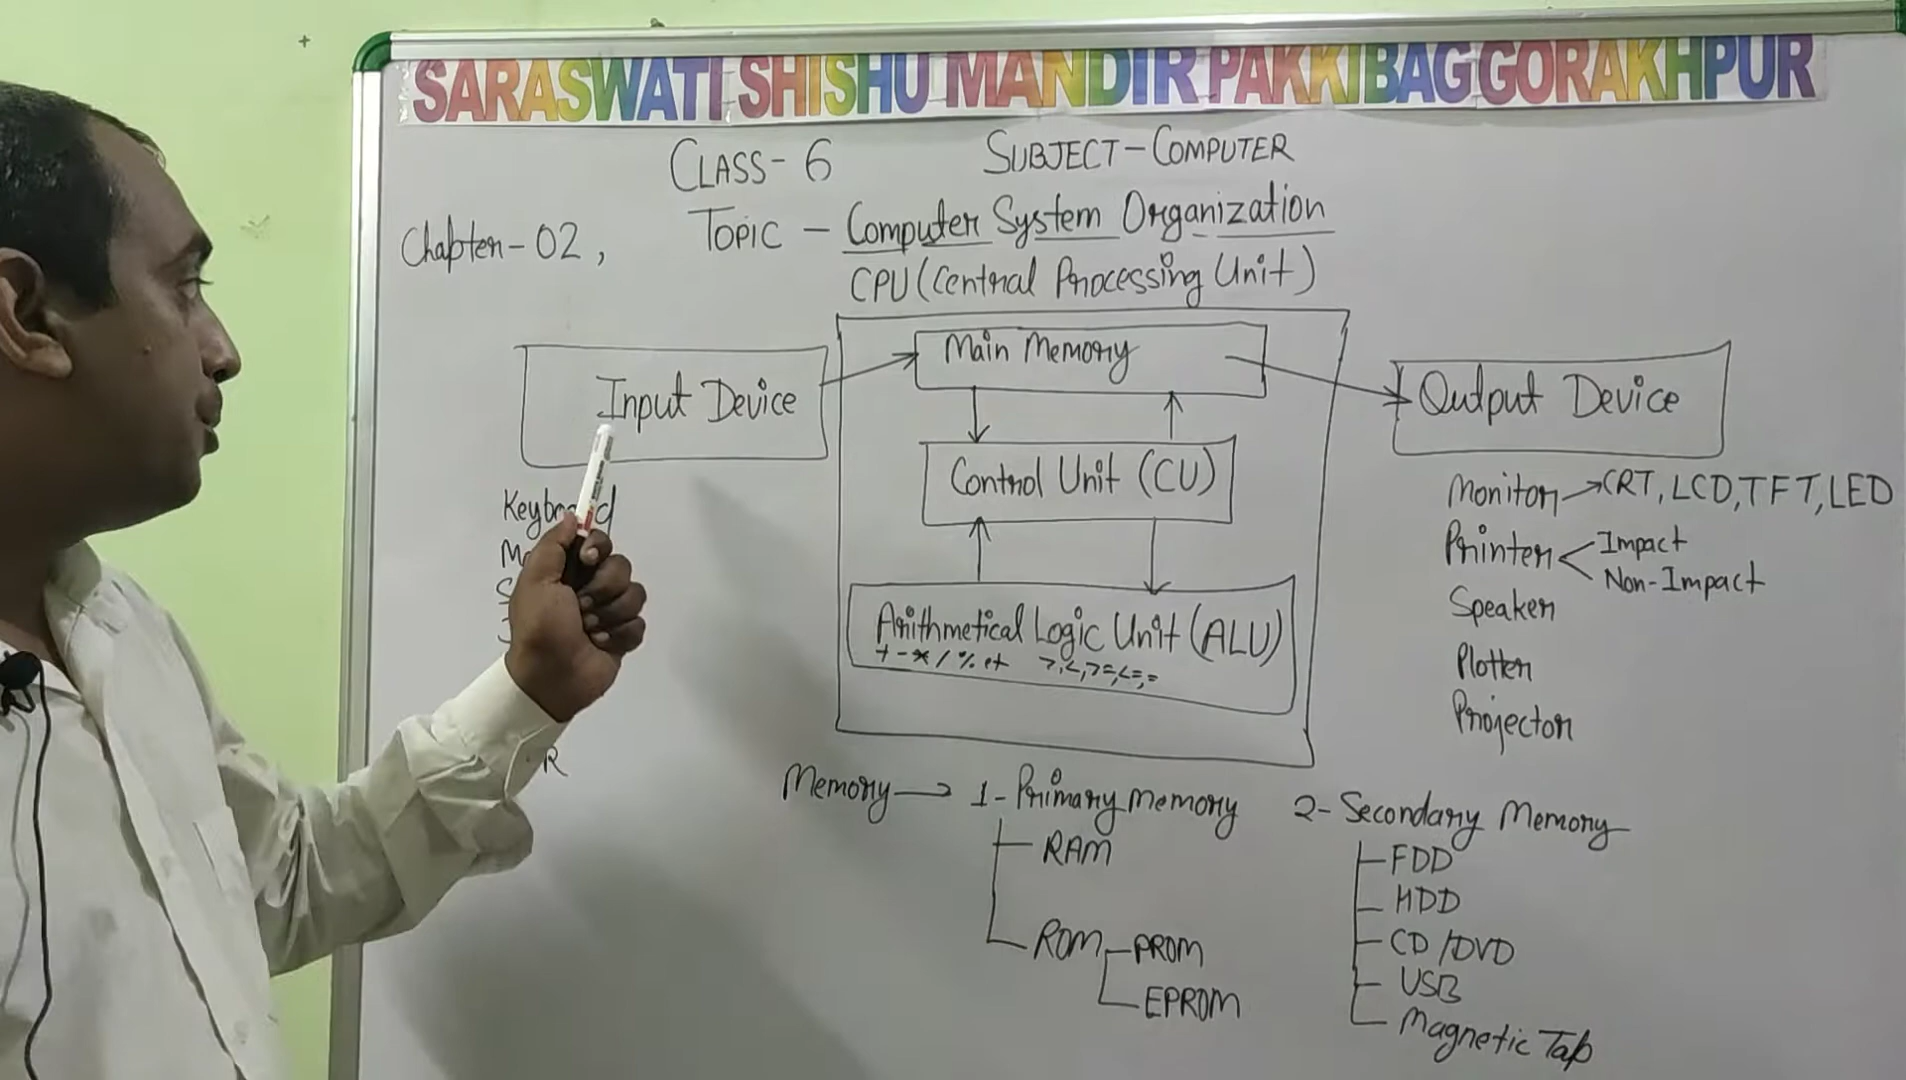 SARASWATI SHISHU MANDIR PAKKIBAG GORAKHPUR
CLASS-6 SUBJECT-COMPUTER
Chapter-02, TOPIC - Computer System Organization
CPU (Central Processing Unit)
Input Device
Keyboard
Main Memory
Control Unit (CU)
Arithmetical Logic Unit (ALU)
+ - * / % et >,<,>=,<=,=
Output Device
Monitor → CRT, LCD, TFT, LED
Printer < Impact
Non-Impact
Speaker
Plotter
Projector
Memory → 1- Primary Memory
RAM
ROM - PROM
EPROM
2- Secondary Memory
FDD
HDD
CD/DVD
USB
Magnetic Tap